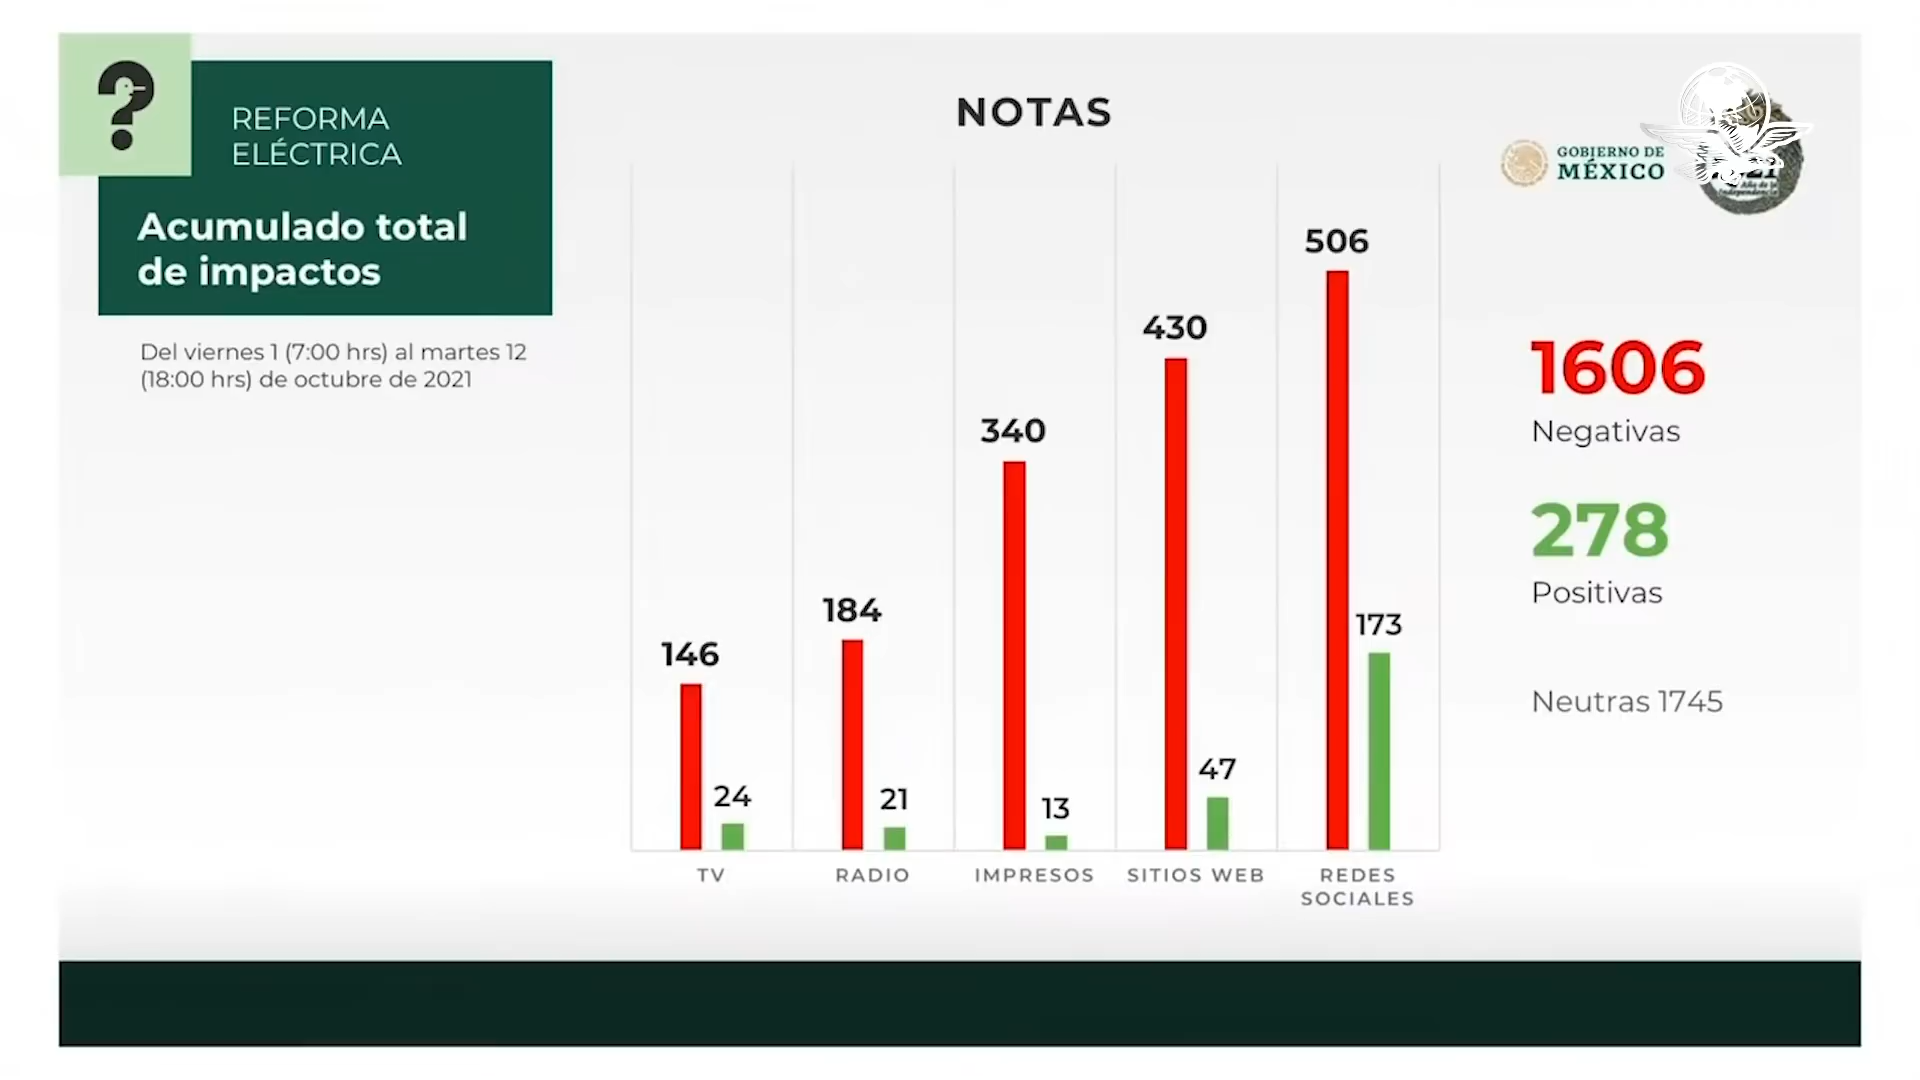 REFORMA
ELÉCTRICA
Acumulado total
de impactos
Del viernes 1 (7:00 hrs) al martes 12
(18:00 hrs) de octubre de 2021
NOTAS
GOBIERNO DE
MÉXICO
506
430
340
184
146
173
47
24
21
13
TV
RADIO
IMPRESOS
SITIOS WEB
REDES
SOCIALES
1606
Negativas
278
Positivas
Neutras 1745